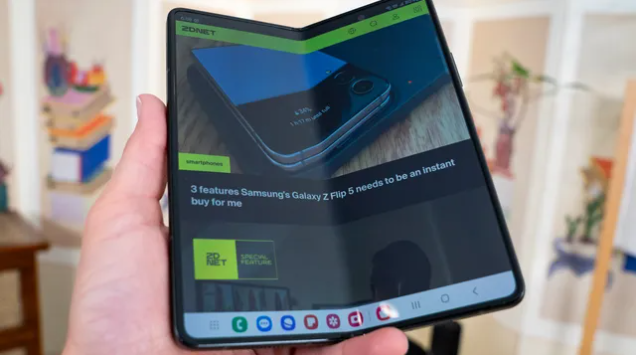 ZDNET
smartphones
3 features Samsung's Galaxy Z Flip 5 needs to be an instant
buy for me
ZD
NET
SPECIAL
FEATURE